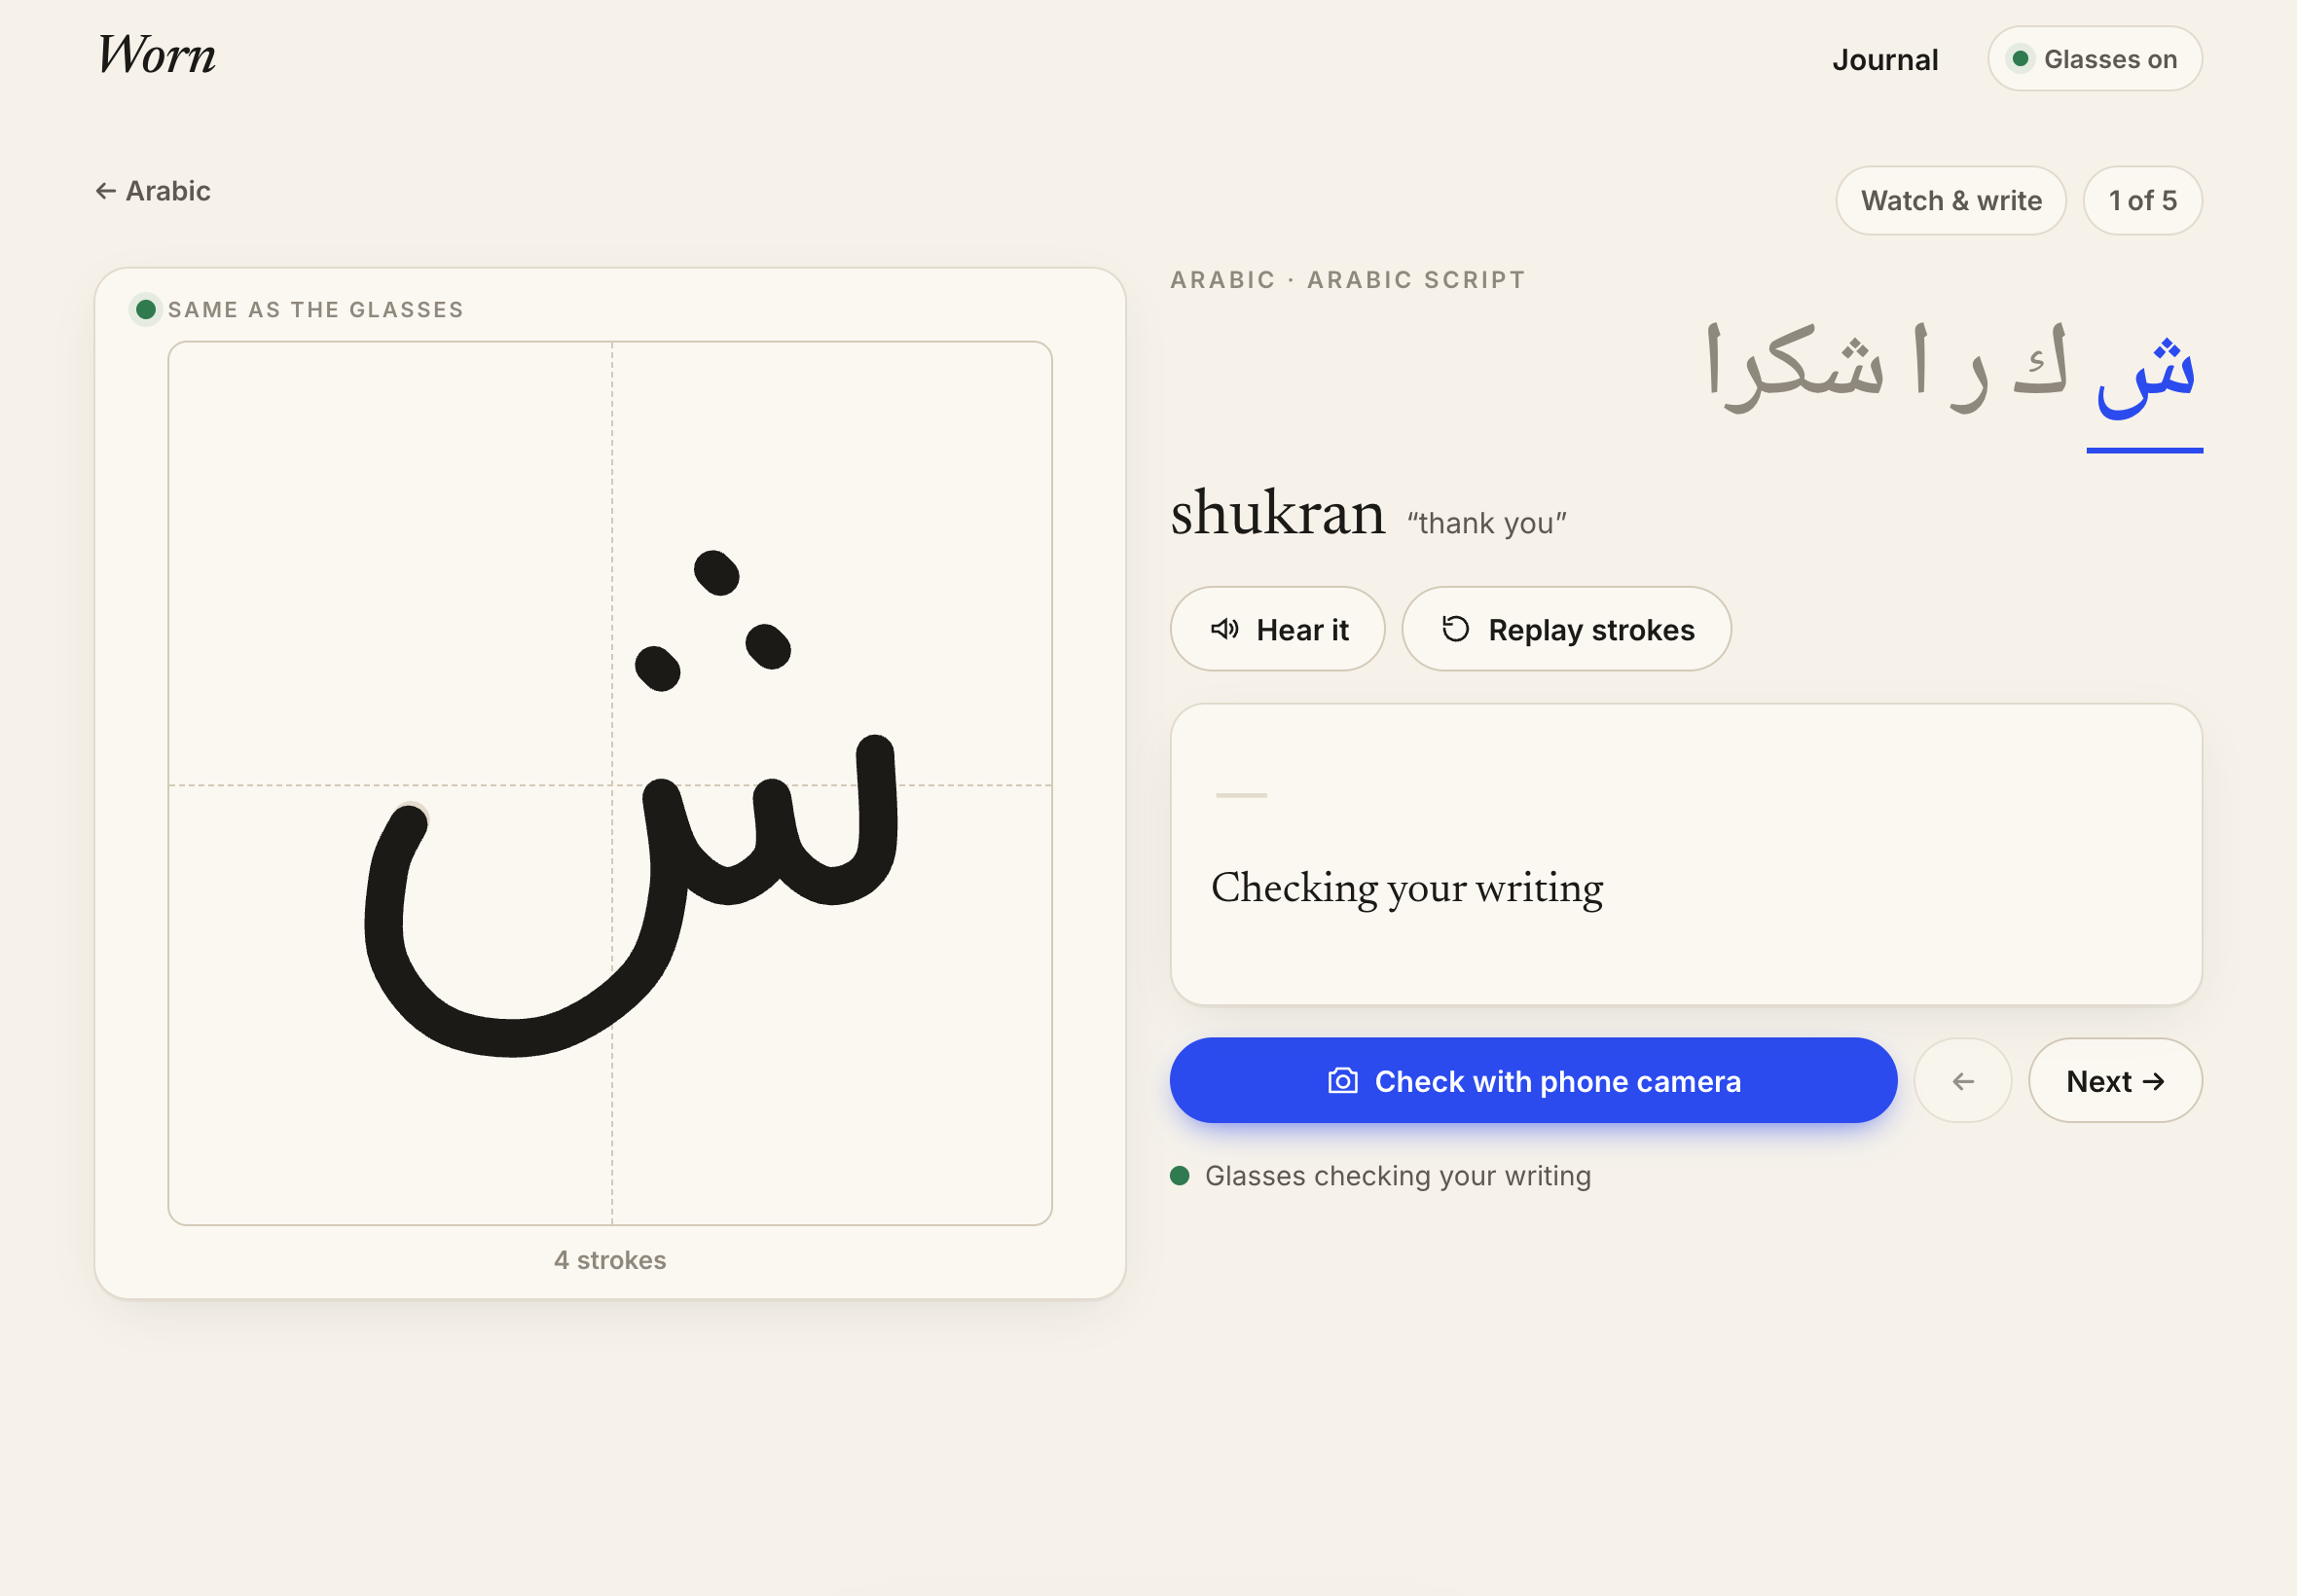 Worn
Journal
Glasses on
← Arabic
Watch & write
1 of 5
SAME AS THE GLASSES
ش
4 strokes
ARABIC · ARABIC SCRIPT
ش ك ر ا شكرا
shukran “thank you”
Hear it
Replay strokes
Checking your writing
Check with phone camera
←
Next →
Glasses checking your writing